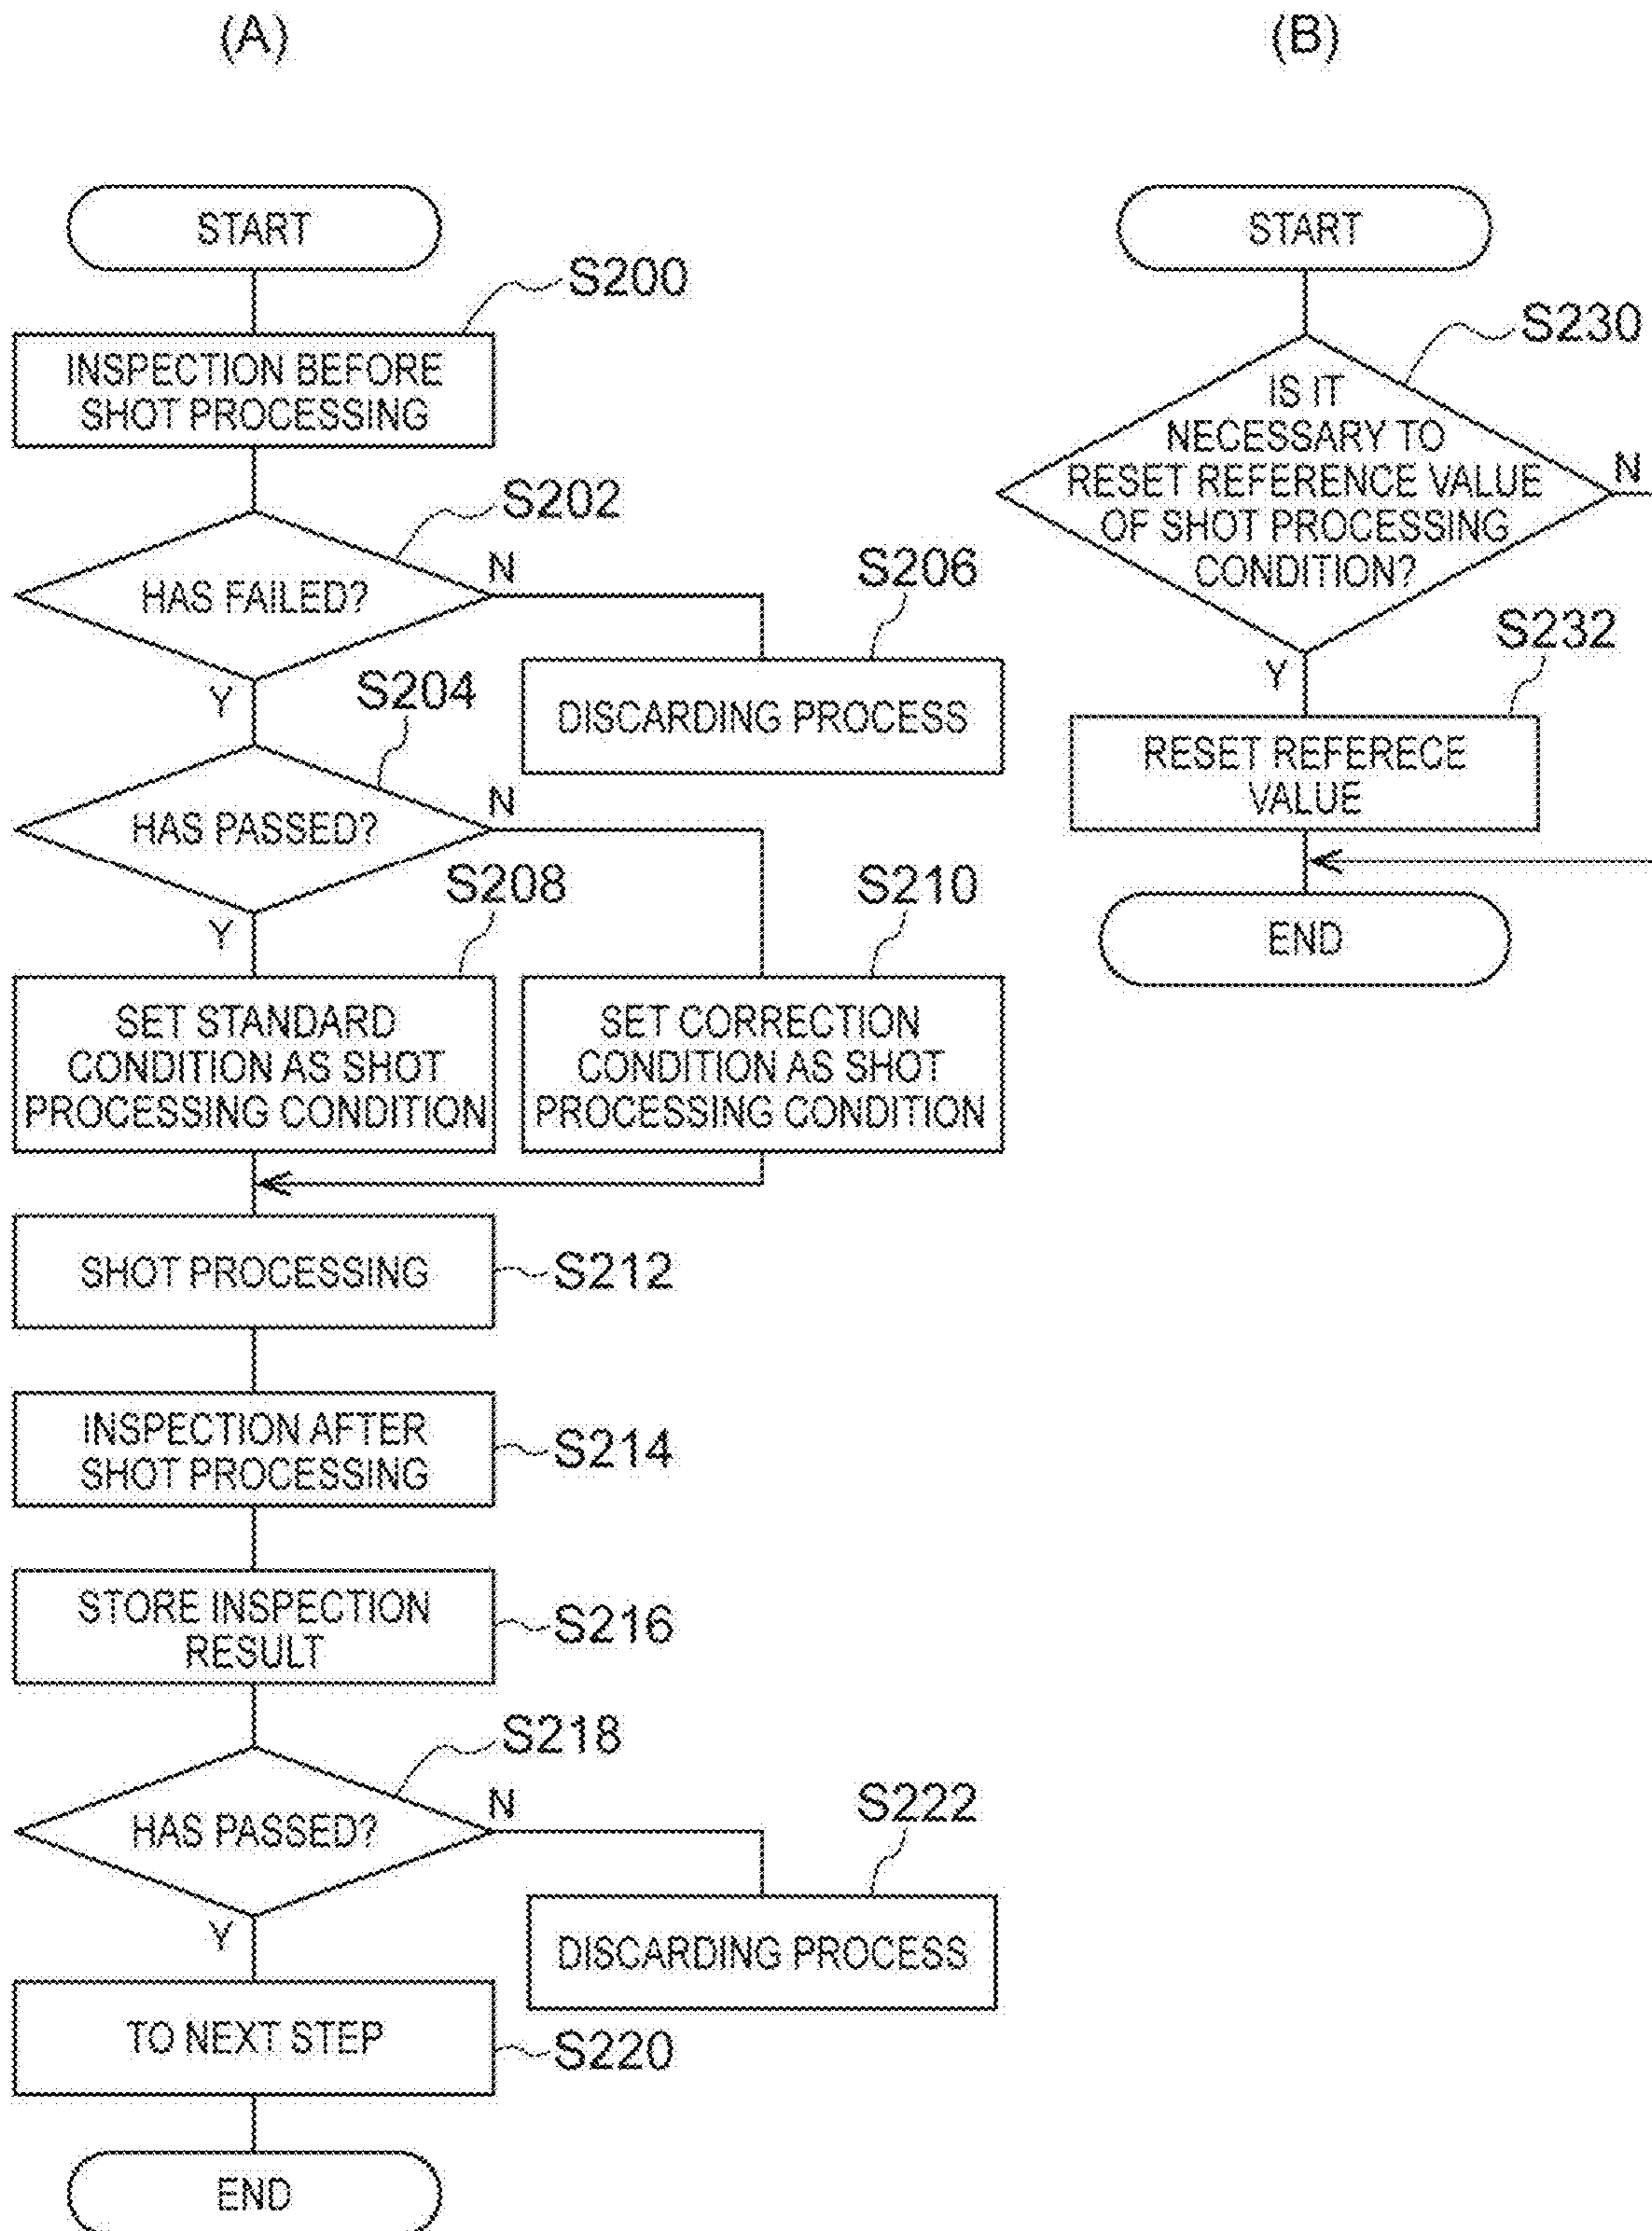 (A)
START
S200
INSPECTION BEFORE
SHOT PROCESSING
S202
HAS FAILED?
N
Y
S206
DISCARDING PROCESS
S204
HAS PASSED?
N
Y
S208
SET STANDARD
CONDITION AS SHOT
PROCESSING CONDITION
S210
SET CORRECTION
CONDITION AS SHOT
PROCESSING CONDITION
SHOT PROCESSING
S212
INSPECTION AFTER
SHOT PROCESSING
S214
STORE INSPECTION
RESULT
S216
S218
HAS PASSED?
N
Y
S222
DISCARDING PROCESS
TO NEXT STEP
S220
END
(B)
START
S230
IS IT
NECESSARY TO
RESET REFERENCE VALUE
OF SHOT PROCESSING
CONDITION?
N
Y
S232
RESET REFERECE
VALUE
END